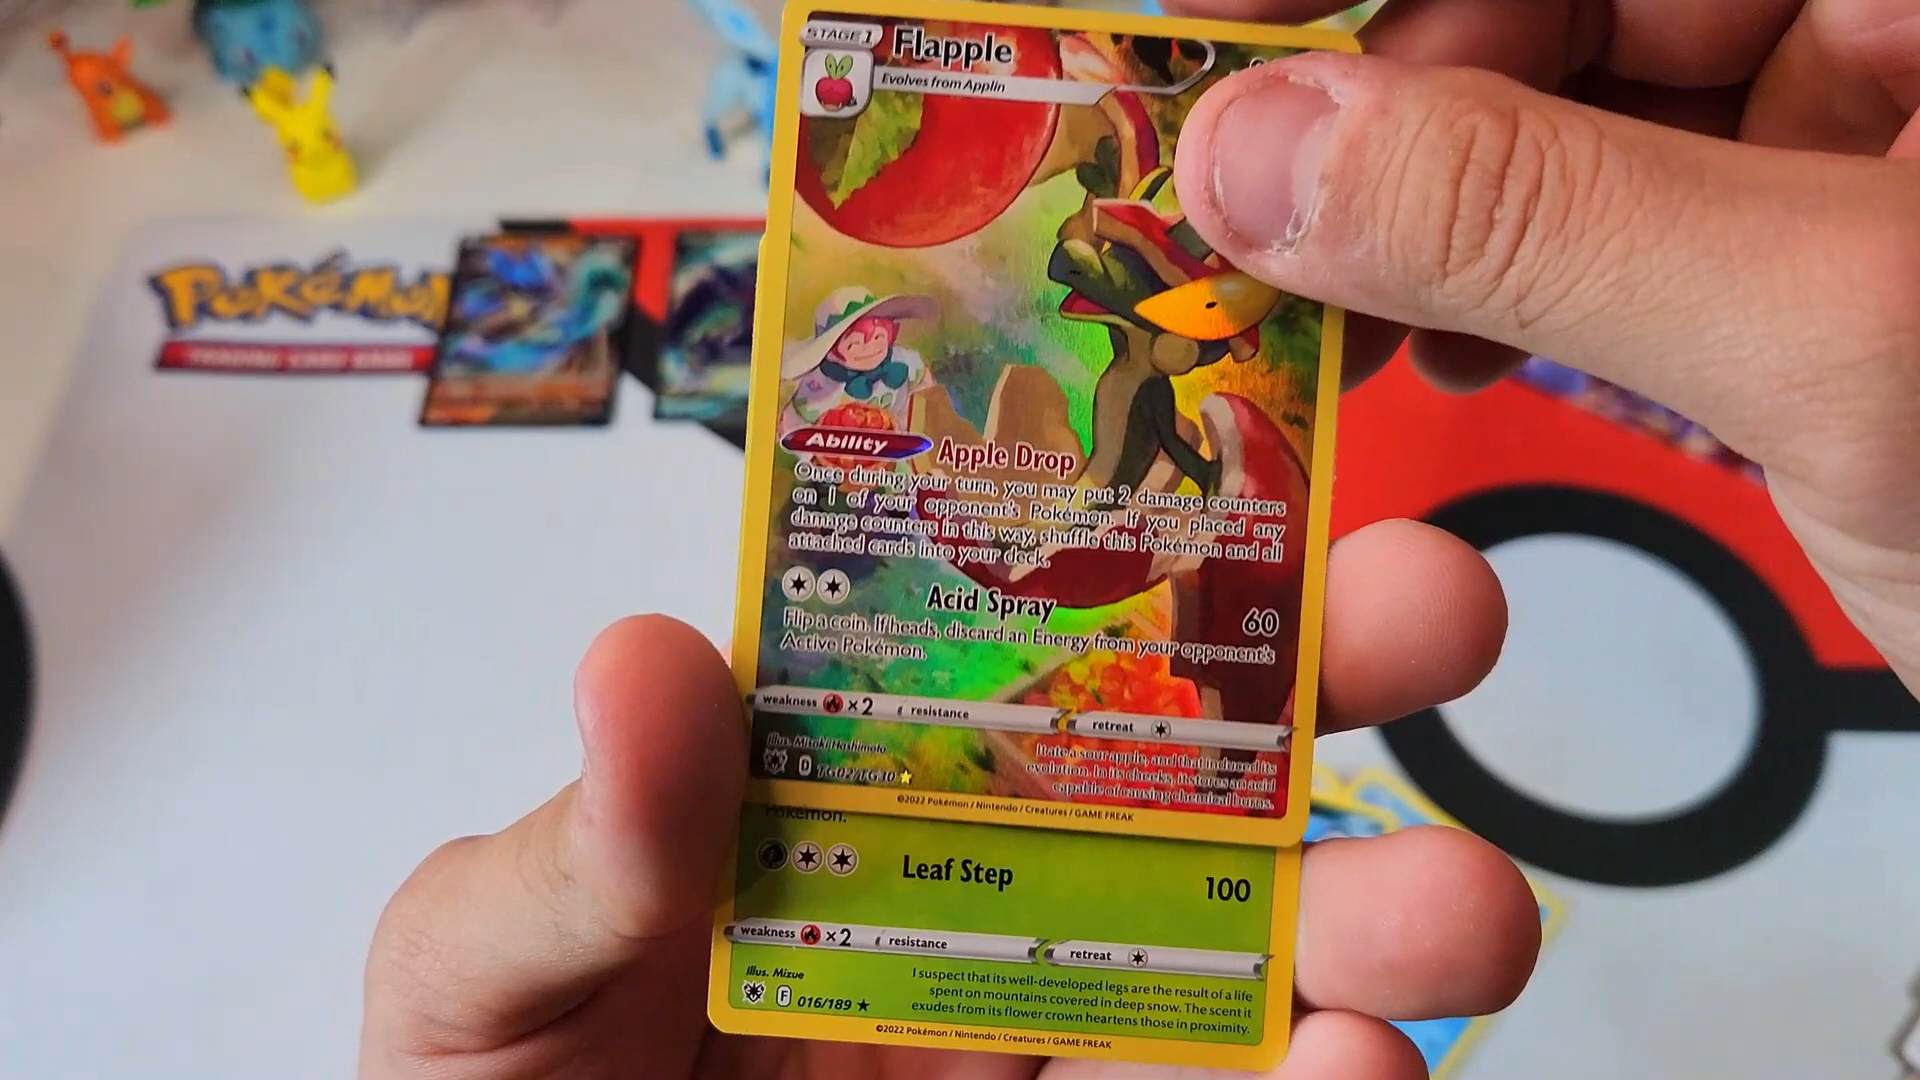 STAGE 1
Flapple
Evolves from Applin
Pokémon
TRADING CARD GAME
Ability
Apple Drop
Once during your turn, you may put 2 damage counters
on 1 of your opponent's Pokémon. If you placed any
damage counters in this way, shuffle this Pokémon and all
attached cards into your deck.
Acid Spray
60
Flip a coin. If heads, discard an Energy from your opponent's
Active Pokémon.
weakness ×2 resistance retreat
Illus. Misaki Hashimoto
D TG02/TG30
It ate a sour apple, and that induced its
evolution. In its cheeks, it stores an acid
capable of causing chemical burns.
©2022 Pokémon / Nintendo / Creatures / GAME FREAK
Pokémon.
Leaf Step
100
weakness ×2 resistance retreat
Illus. Mizue
F 016/189
I suspect that its well-developed legs are the result of a life
spent on mountains covered in deep snow. The scent it
exudes from its flower crown heartens those in proximity.
©2022 Pokémon / Nintendo / Creatures / GAME FREAK